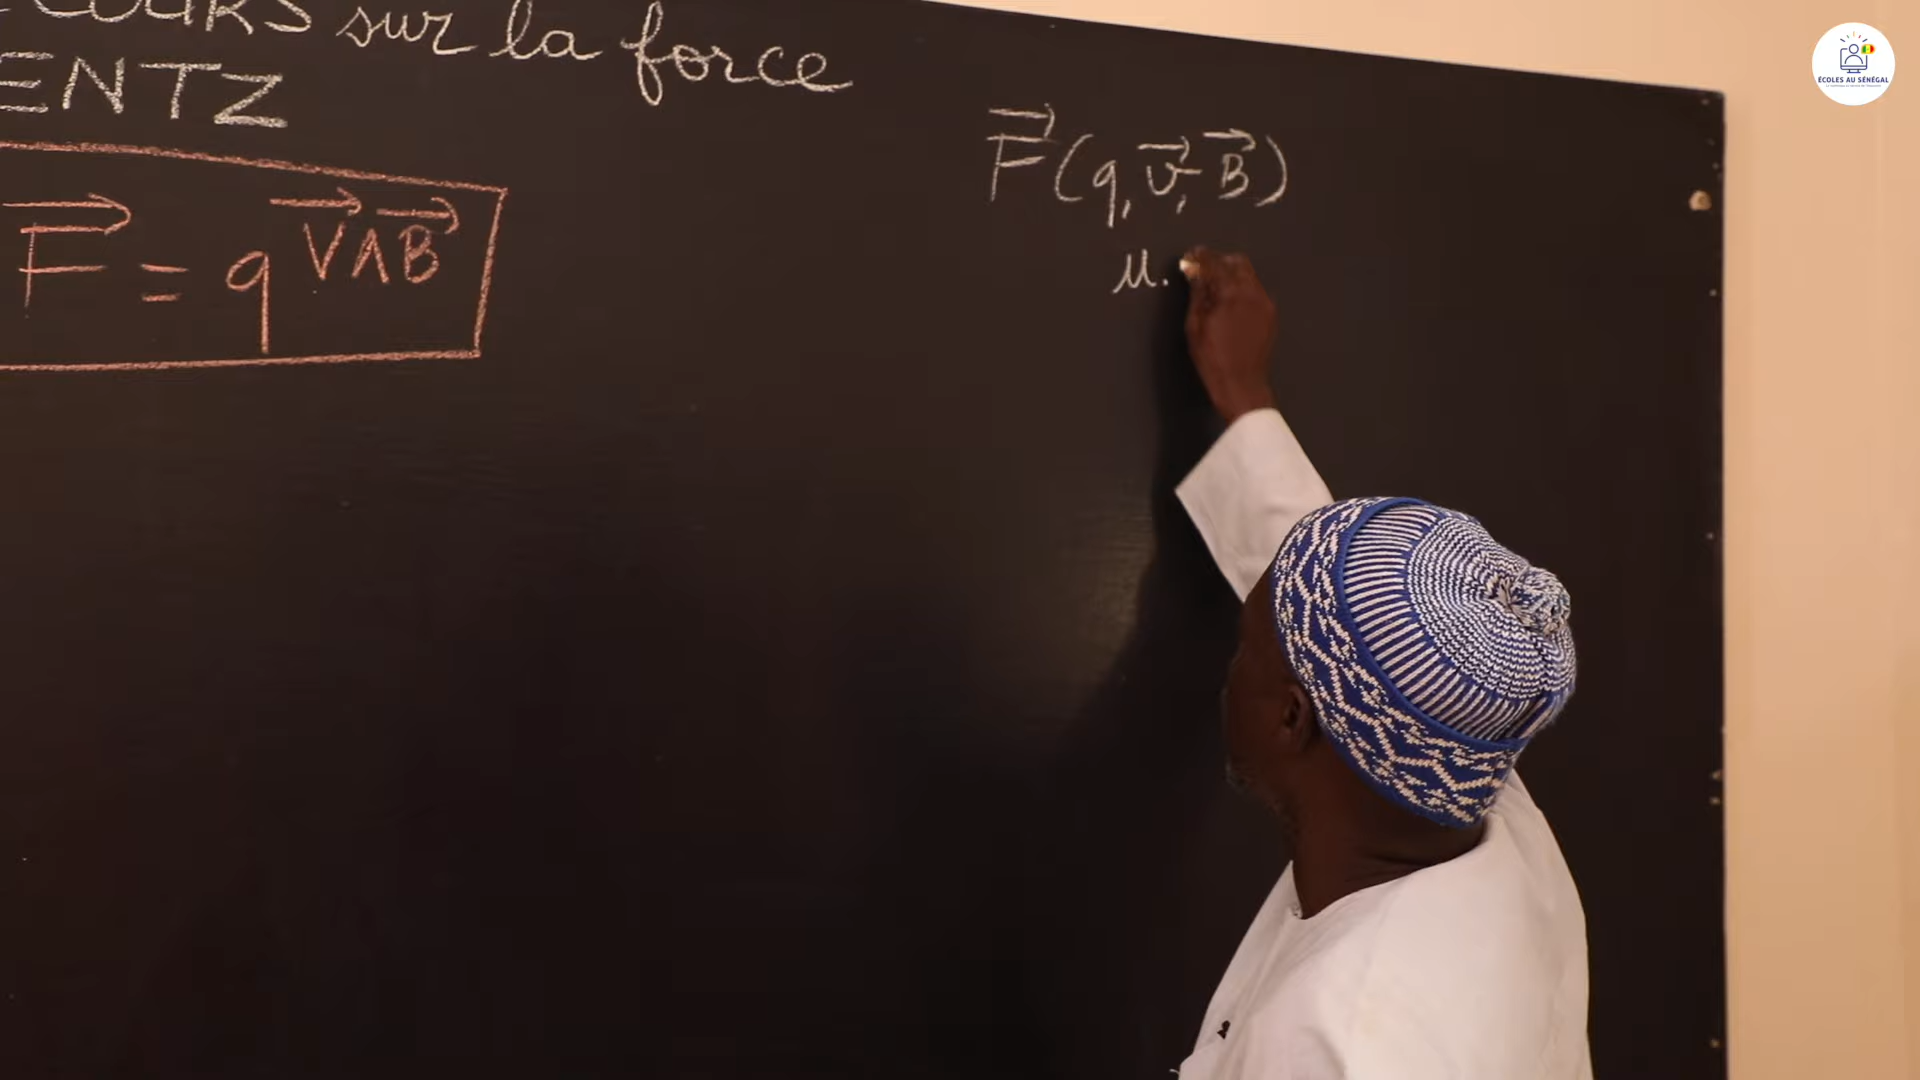 COURS sur la force
ENTZ
F⃗ = q V⃗ ∧ B⃗
F⃗ (q, v⃗, B⃗)
u.
ÉCOLES AU SÉNÉGAL